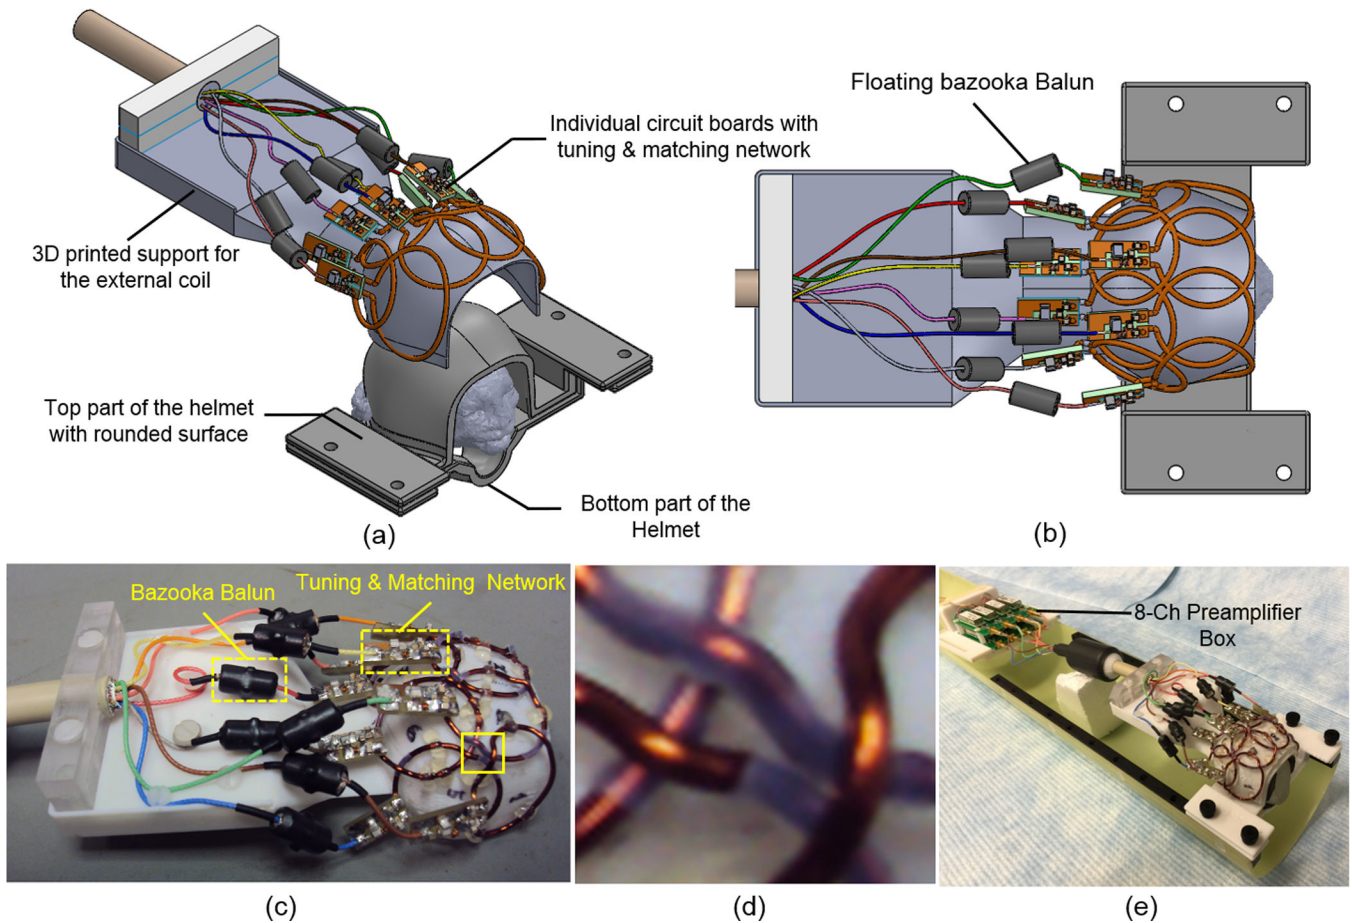 Individual circuit boards with
tuning & matching network
3D printed support for
the external coil
Top part of the helmet
with rounded surface
Bottom part of the
Helmet
(a)
Floating bazooka Balun
(b)
Bazooka Balun
Tuning & Matching Network
(c)
(d)
8-Ch Preamplifier
Box
(e)